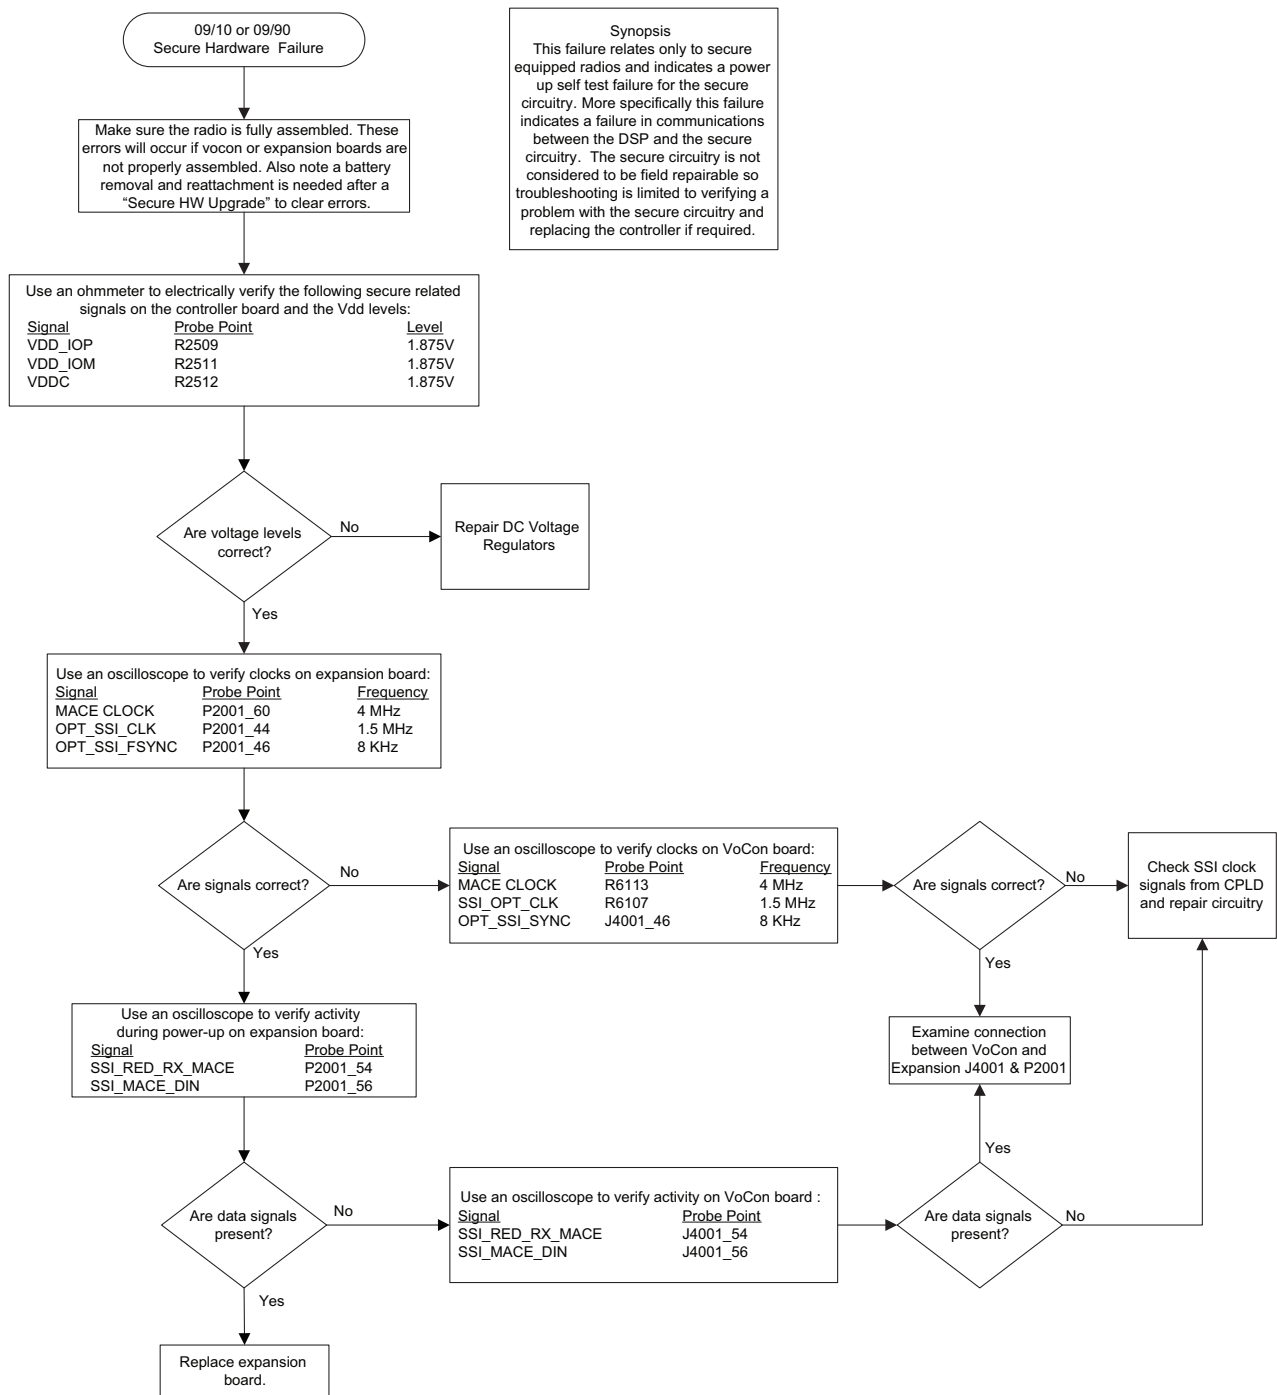 09/10 or 09/90
Secure Hardware Failure
Synopsis
This failure relates only to secure
equipped radios and indicates a power
up self test failure for the secure
circuitry. More specifically this failure
indicates a failure in communications
between the DSP and the secure
circuitry. The secure circuitry is not
considered to be field repairable so
troubleshooting is limited to verifying a
problem with the secure circuitry and
replacing the controller if required.
Make sure the radio is fully assembled. These
errors will occur if vocon or expansion boards are
not properly assembled. Also note a battery
removal and reattachment is needed after a
“Secure HW Upgrade” to clear errors.
Use an ohmmeter to electrically verify the following secure related
signals on the controller board and the Vdd levels:
Signal Probe Point Level
VDD_IOP R2509 1.875V
VDD_IOM R2511 1.875V
VDDC R2512 1.875V
Are voltage levels
correct?
No
Repair DC Voltage
Regulators
Yes
Use an oscilloscope to verify clocks on expansion board:
Signal Probe Point Frequency
MACE CLOCK P2001_60 4 MHz
OPT_SSI_CLK P2001_44 1.5 MHz
OPT_SSI_FSYNC P2001_46 8 KHz
Are signals correct?
No
Use an oscilloscope to verify clocks on VoCon board:
Signal Probe Point Frequency
MACE CLOCK R6113 4 MHz
SSI_OPT_CLK R6107 1.5 MHz
OPT_SSI_SYNC J4001_46 8 KHz
Are signals correct?
No
Check SSI clock
signals from CPLD
and repair circuitry
Yes
Yes
Use an oscilloscope to verify activity
during power-up on expansion board:
Signal Probe Point
SSI_RED_RX_MACE P2001_54
SSI_MACE_DIN P2001_56
Examine connection
between VoCon and
Expansion J4001 & P2001
Yes
Are data signals
present?
No
Use an oscilloscope to verify activity on VoCon board :
Signal Probe Point
SSI_RED_RX_MACE J4001_54
SSI_MACE_DIN J4001_56
Are data signals
present?
No
Yes
Replace expansion
board.